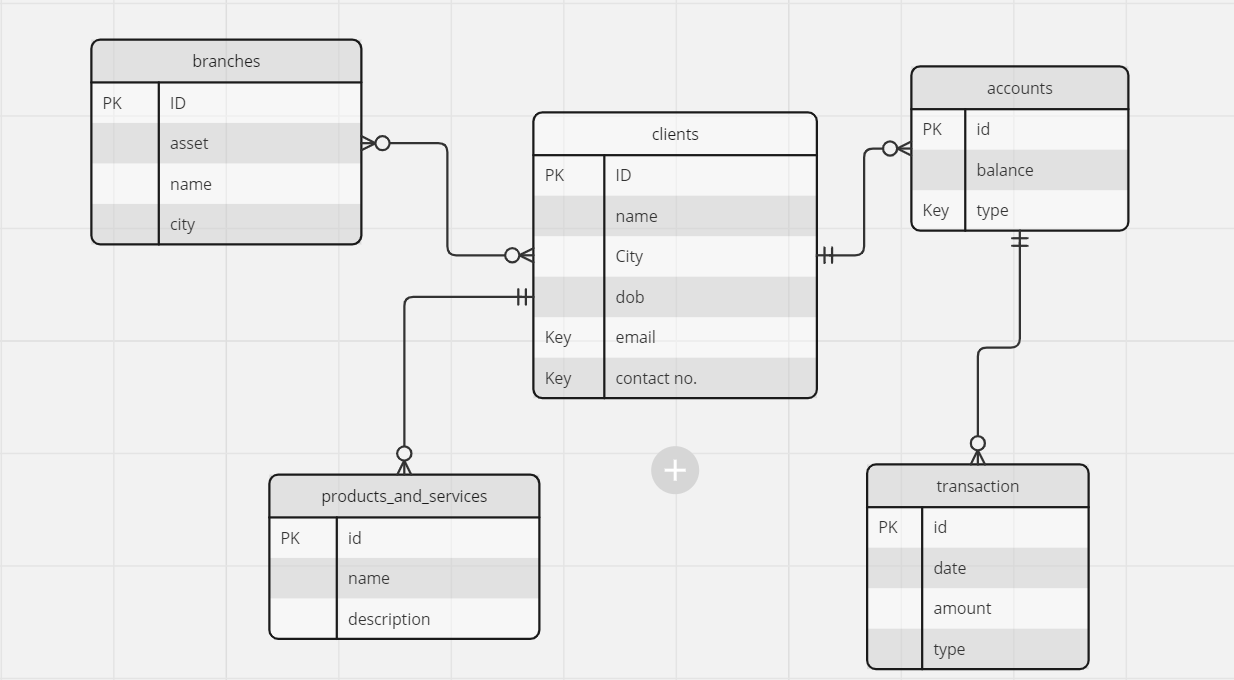 branches
PK ID
asset
name
city
clients
PK ID
name
City
dob
Key email
Key contact no.
accounts
PK id
balance
Key type
products_and_services
PK id
name
description
transaction
PK id
date
amount
type